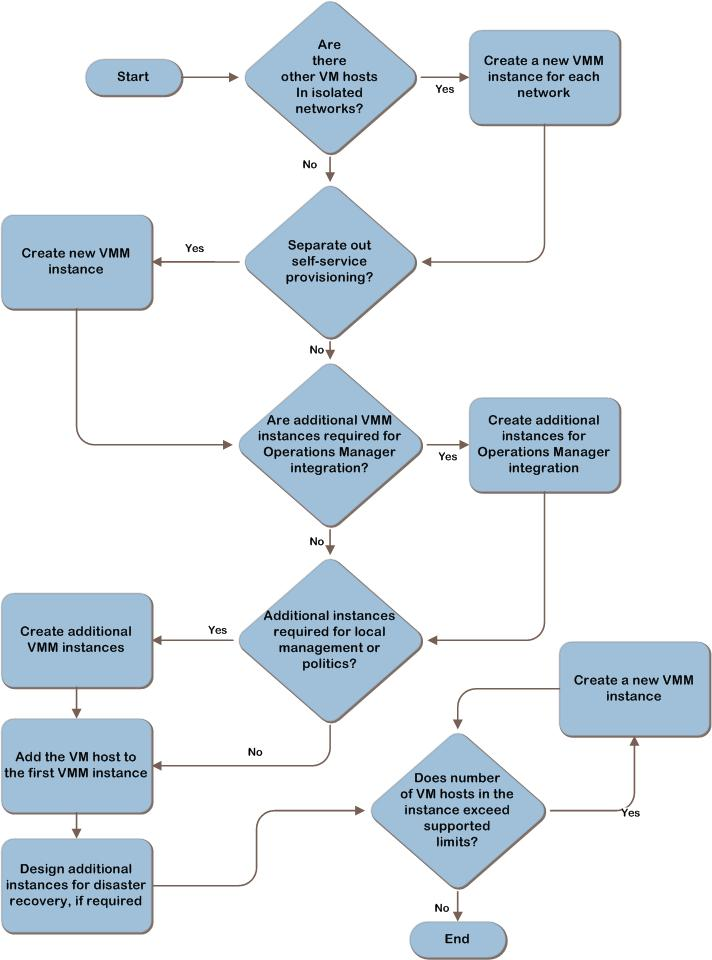 Start
Are
there
other VM hosts
In isolated
networks?
Yes
Create a new VMM
instance for each
network
No
Separate out
self-service
provisioning?
Yes
Create new VMM
instance
No
Are additional VMM
instances required for
Operations Manager
integration?
Yes
Create additional
instances for
Operations Manager
integration
No
Additional instances
required for local
management or
politics?
Yes
Create additional
VMM instances
No
Add the VM host to
the first VMM instance
Design additional
instances for disaster
recovery, if required
Does number
of VM hosts in the
instance exceed
supported
limits?
Yes
Create a new VMM
instance
No
End